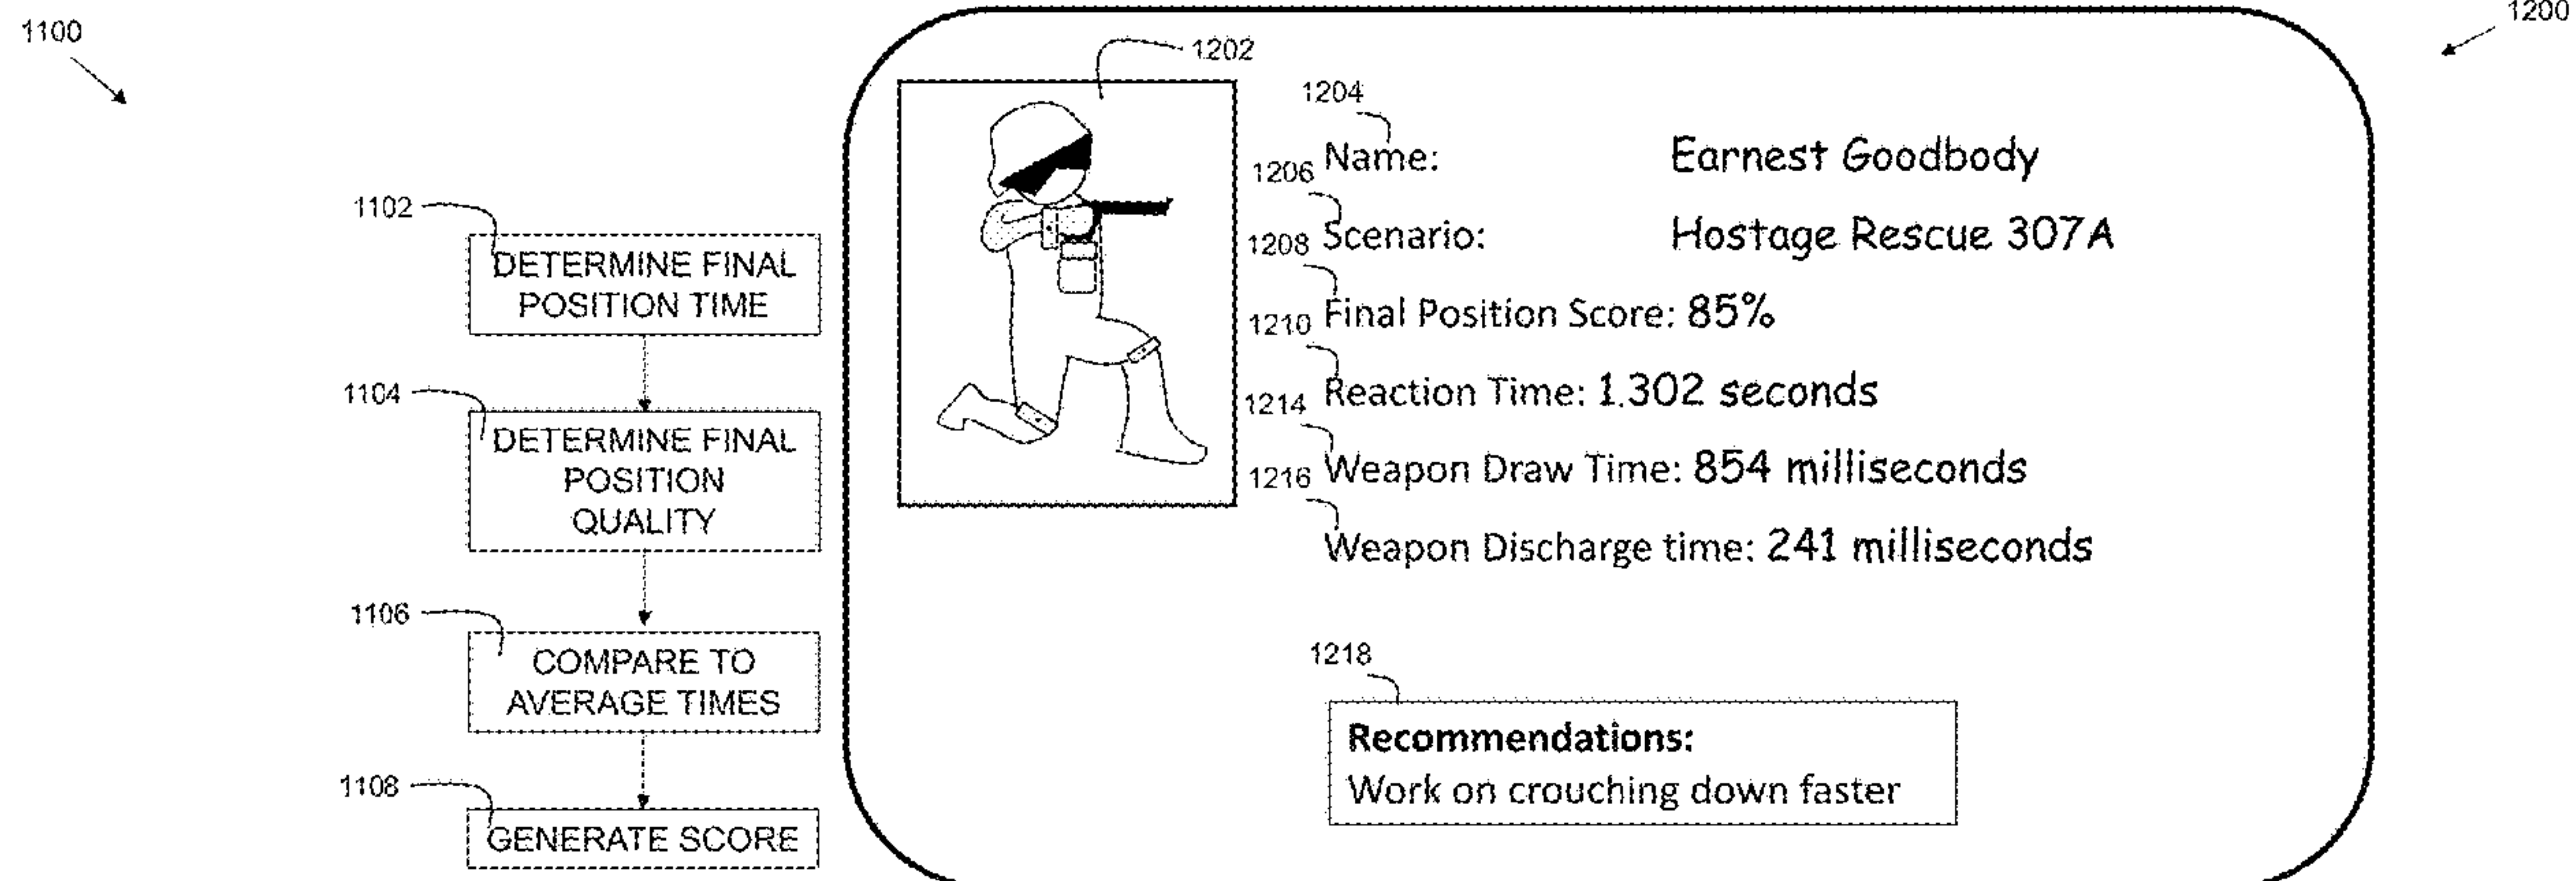 1100
1102
DETERMINE FINAL
POSITION TIME
1104
DETERMINE FINAL
POSITION
QUALITY
1106
COMPARE TO
AVERAGE TIMES
1108
GENERATE SCORE
1200
1202
1204
Name: Earnest Goodbody
1206
Scenario: Hostage Rescue 307A
1208
Final Position Score: 85%
1210
Reaction Time: 1.302 seconds
1214
Weapon Draw Time: 854 milliseconds
1216
Weapon Discharge time: 241 milliseconds
1218
Recommendations:
Work on crouching down faster